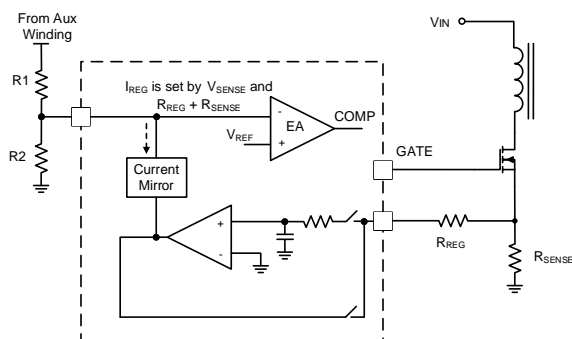 From Aux
Winding
R1
R2
IREG is set by VSENSE and
RREG + RSENSE
VREF
-
+
EA
COMP
Current
Mirror
+
-
GATE
VIN
RREG
RSENSE